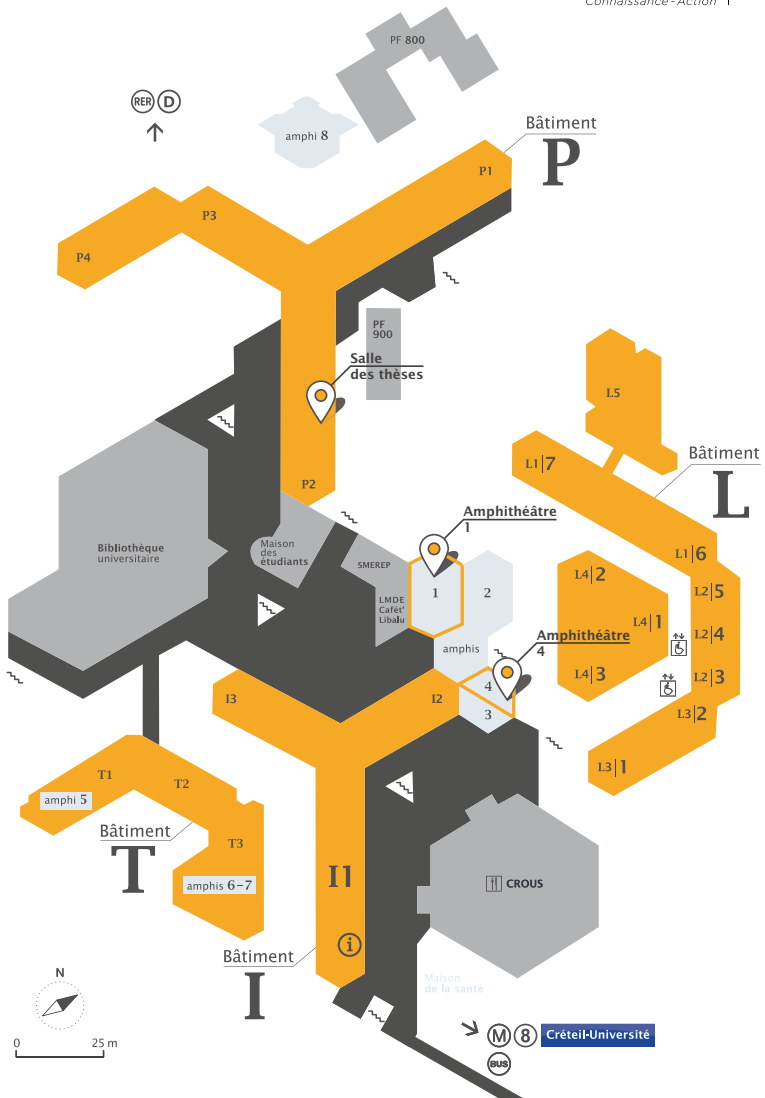 Connaissance - Action
PF 800
RER D
amphi 8
Bâtiment
P
P1
P3
P4
PF
900
Salle
des thèses
L5
Bâtiment
L
L1|7
P2
Amphithéâtre
1
Bibliothèque
universitaire
Maison
des
étudiants
SMEREP
L1|6
L4|2
L2|5
1
2
LMDE
Cafét'
Libalu
L4|1
L2|4
amphis
Amphithéâtre
4
L4|3
L2|3
4
I3
I2
3
L3|2
L3|1
T1
T2
amphi 5
Bâtiment
T
T3
amphis 6-7
I1
CROUS
i
Bâtiment
I
N
Maison
de la santé
0 25 m
M 8 Créteil-Université
BUS